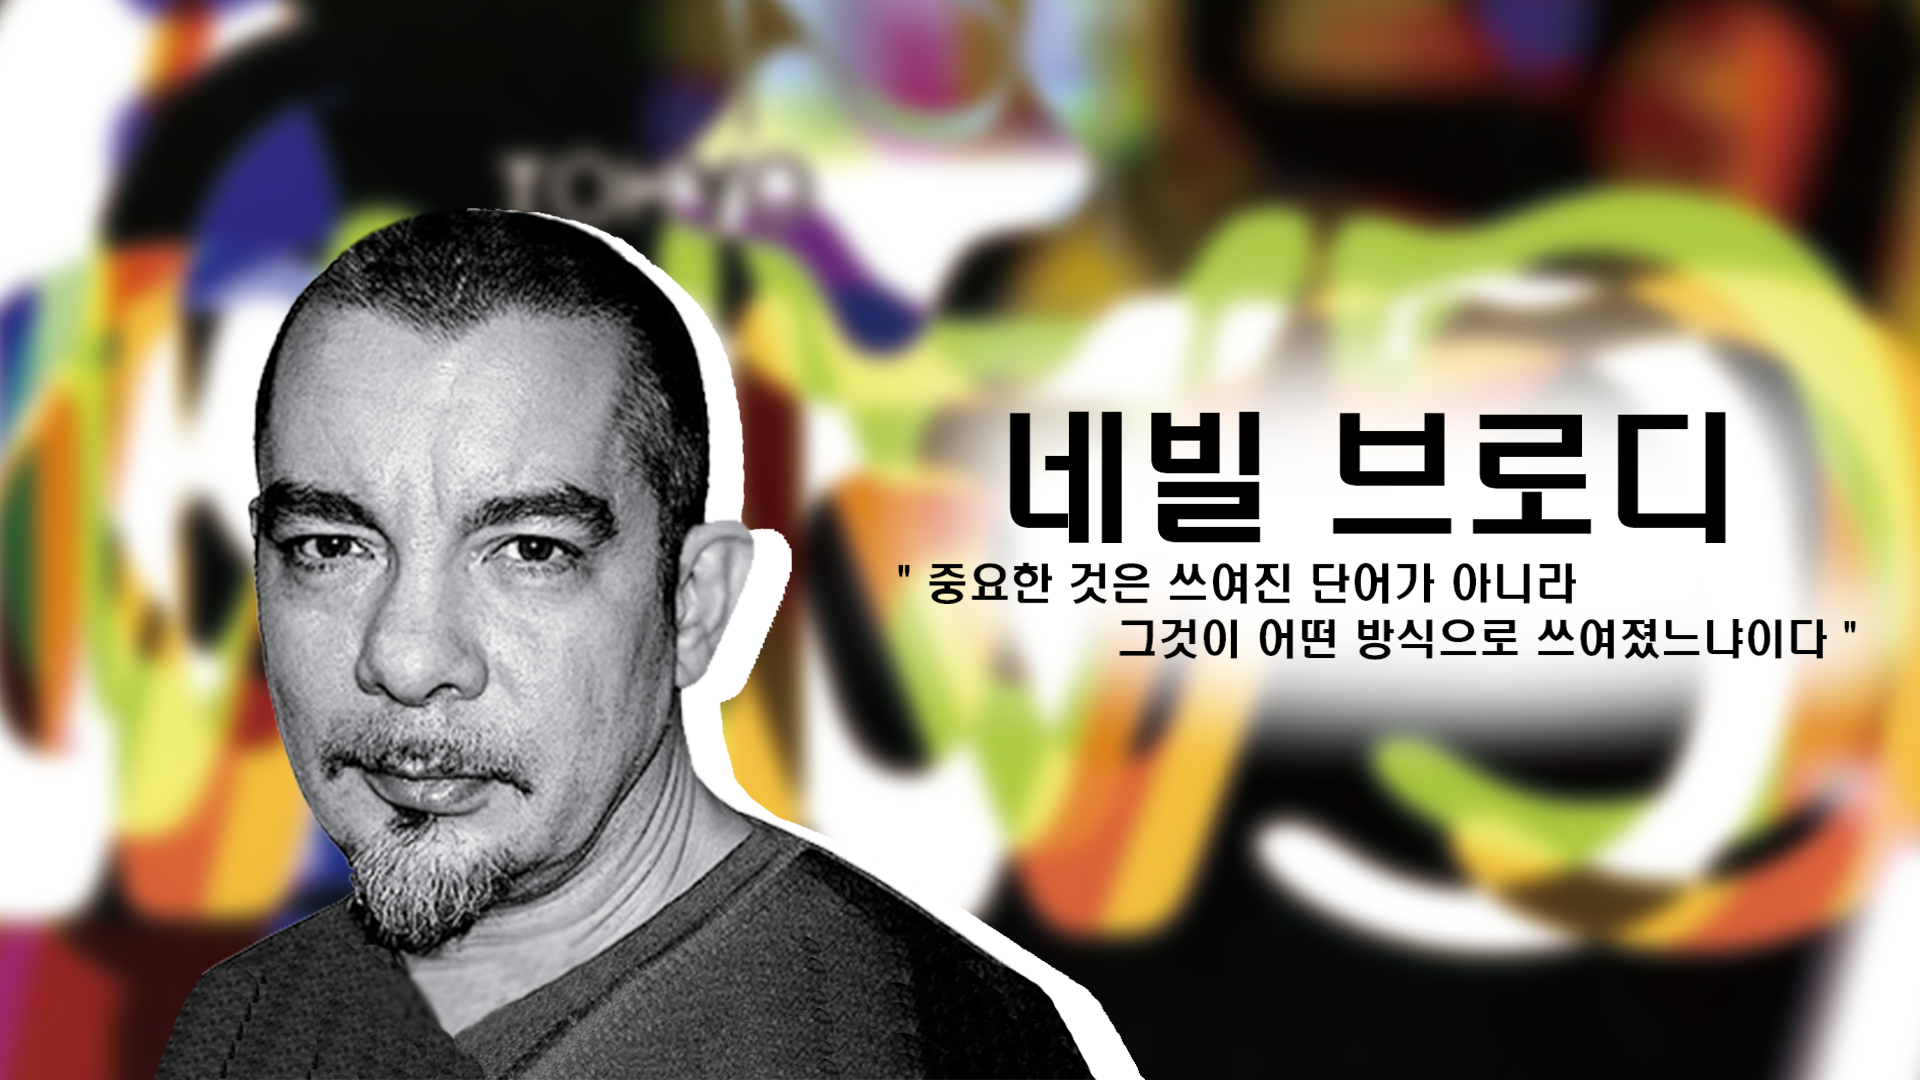 네빌 브로디
" 중요한 것은 쓰여진 단어가 아니라
그것이 어떤 방식으로 쓰여졌느냐이다 "